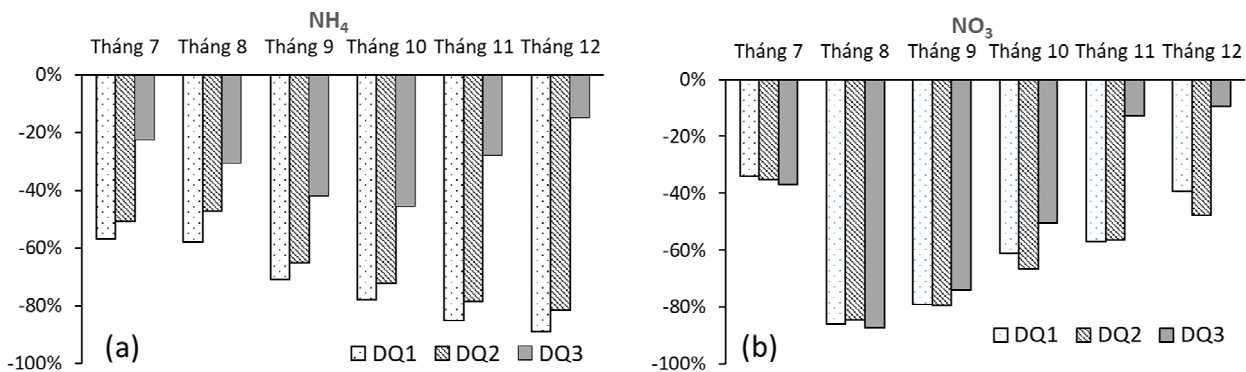 NH₄
Tháng 7 Tháng 8 Tháng 9 Tháng 10 Tháng 11 Tháng 12
0%
-20%
-40%
-60%
-80%
-100%
(a)
DQ1 DQ2 DQ3
NO₃
Tháng 7 Tháng 8 Tháng 9 Tháng 10 Tháng 11 Tháng 12
0%
-20%
-40%
-60%
-80%
-100%
(b)
DQ1 DQ2 DQ3